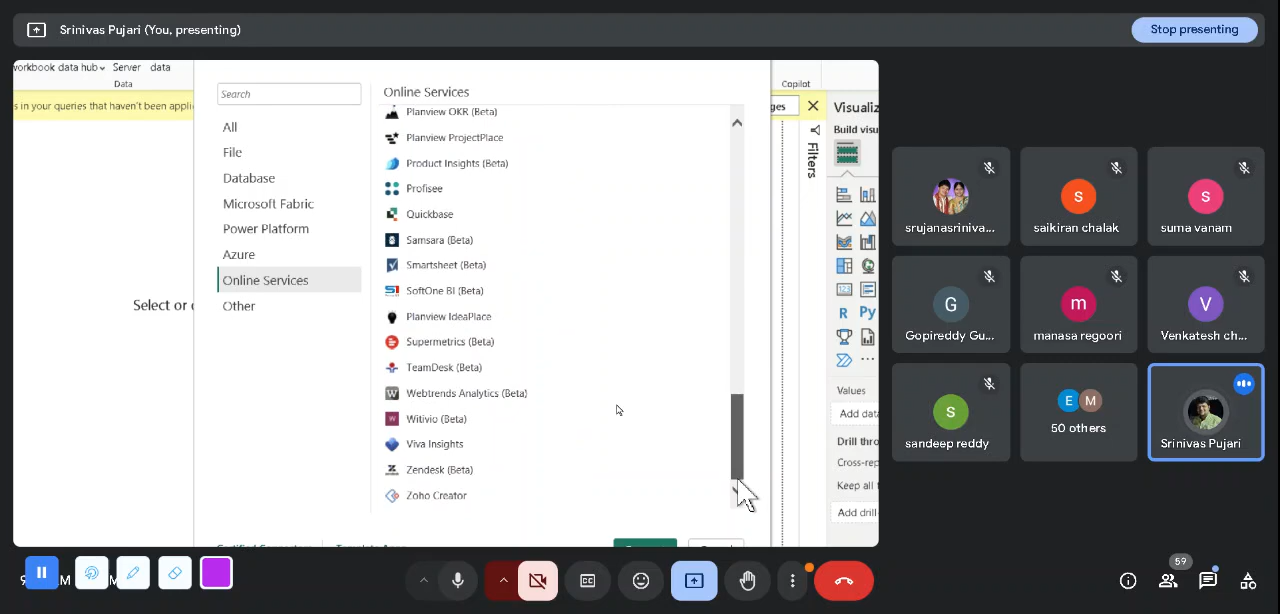 Srinivas Pujari (You, presenting)
Stop presenting
workbook data hub Server data
Data
s in your queries that haven't been appli
Search
All
File
Database
Microsoft Fabric
Power Platform
Azure
Online Services
Other
Select or
Online Services
Planview OKR (Beta)
Planview ProjectPlace
Product Insights (Beta)
Profisee
Quickbase
Samsara (Beta)
Smartsheet (Beta)
SoftOne BI (Beta)
Planview IdeaPlace
Supermetrics (Beta)
TeamDesk (Beta)
Webtrends Analytics (Beta)
Witivio (Beta)
Viva Insights
Zendesk (Beta)
Zoho Creator
Copilot
ges
Filters
Visualiz
Build visu
R Py
Values
Add data
Drill thro
Cross-rep
Keep all
Add drill
srujanasriniva...
S
saikiran chalak
S
suma vanam
G
Gopireddy Gu...
m
manasa regoori
V
Venkatesh ch...
S
sandeep reddy
E M
50 others
Srinivas Pujari
59